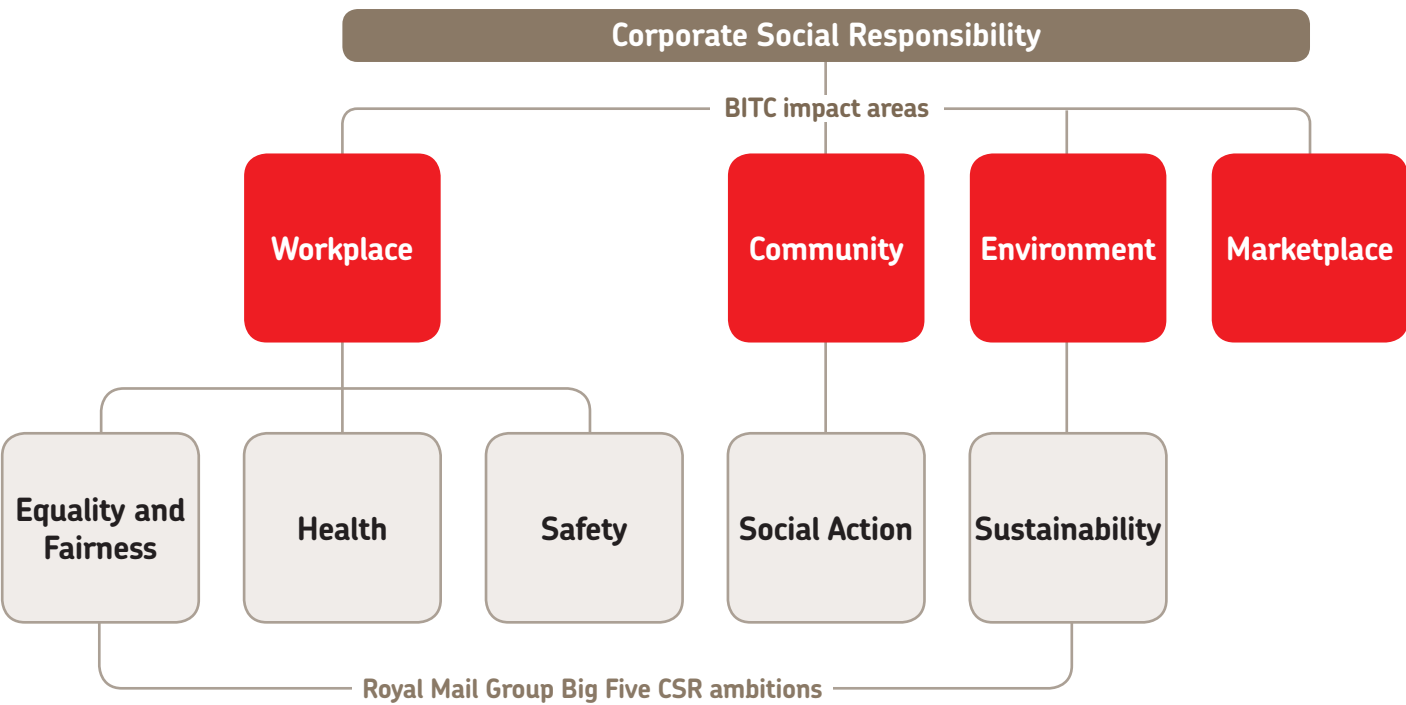 Corporate Social Responsibility
BITC impact areas
Workplace
Community
Environment
Marketplace
Equality and
Fairness
Health
Safety
Social Action
Sustainability
Royal Mail Group Big Five CSR ambitions